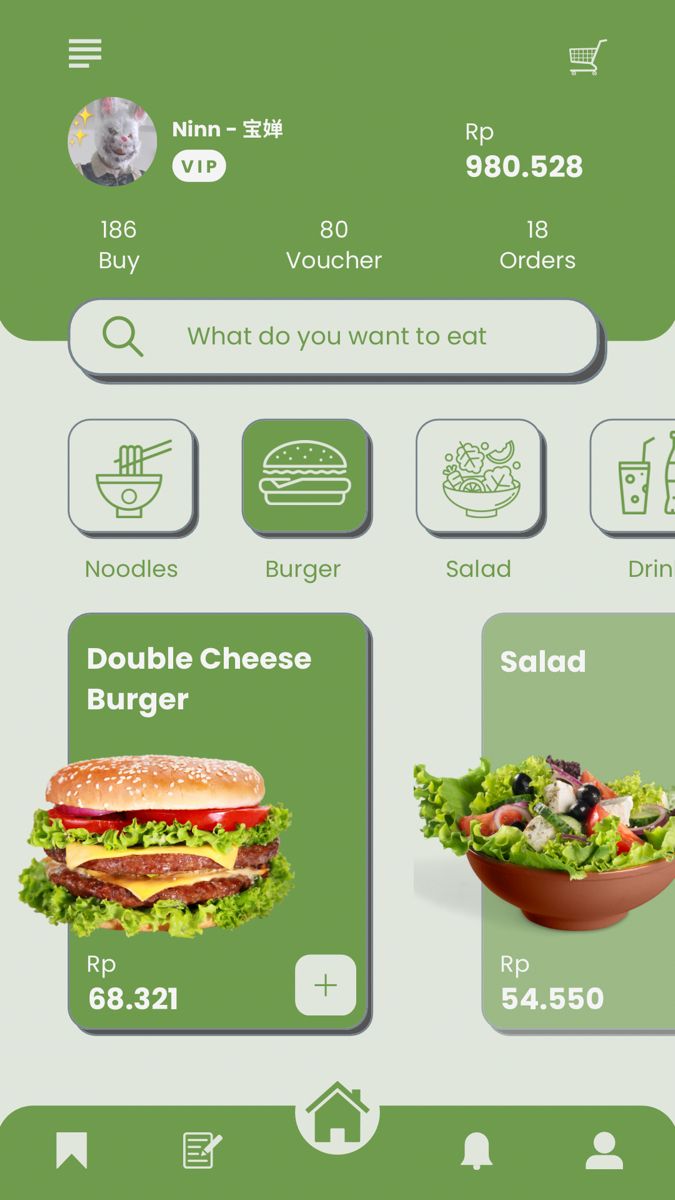 Ninn - 宝婵
VIP
Rp
980.528
186
Buy
80
Voucher
18
Orders
What do you want to eat
Noodles
Burger
Salad
Drin
Double Cheese
Burger
Rp
68.321
+
Salad
Rp
54.550